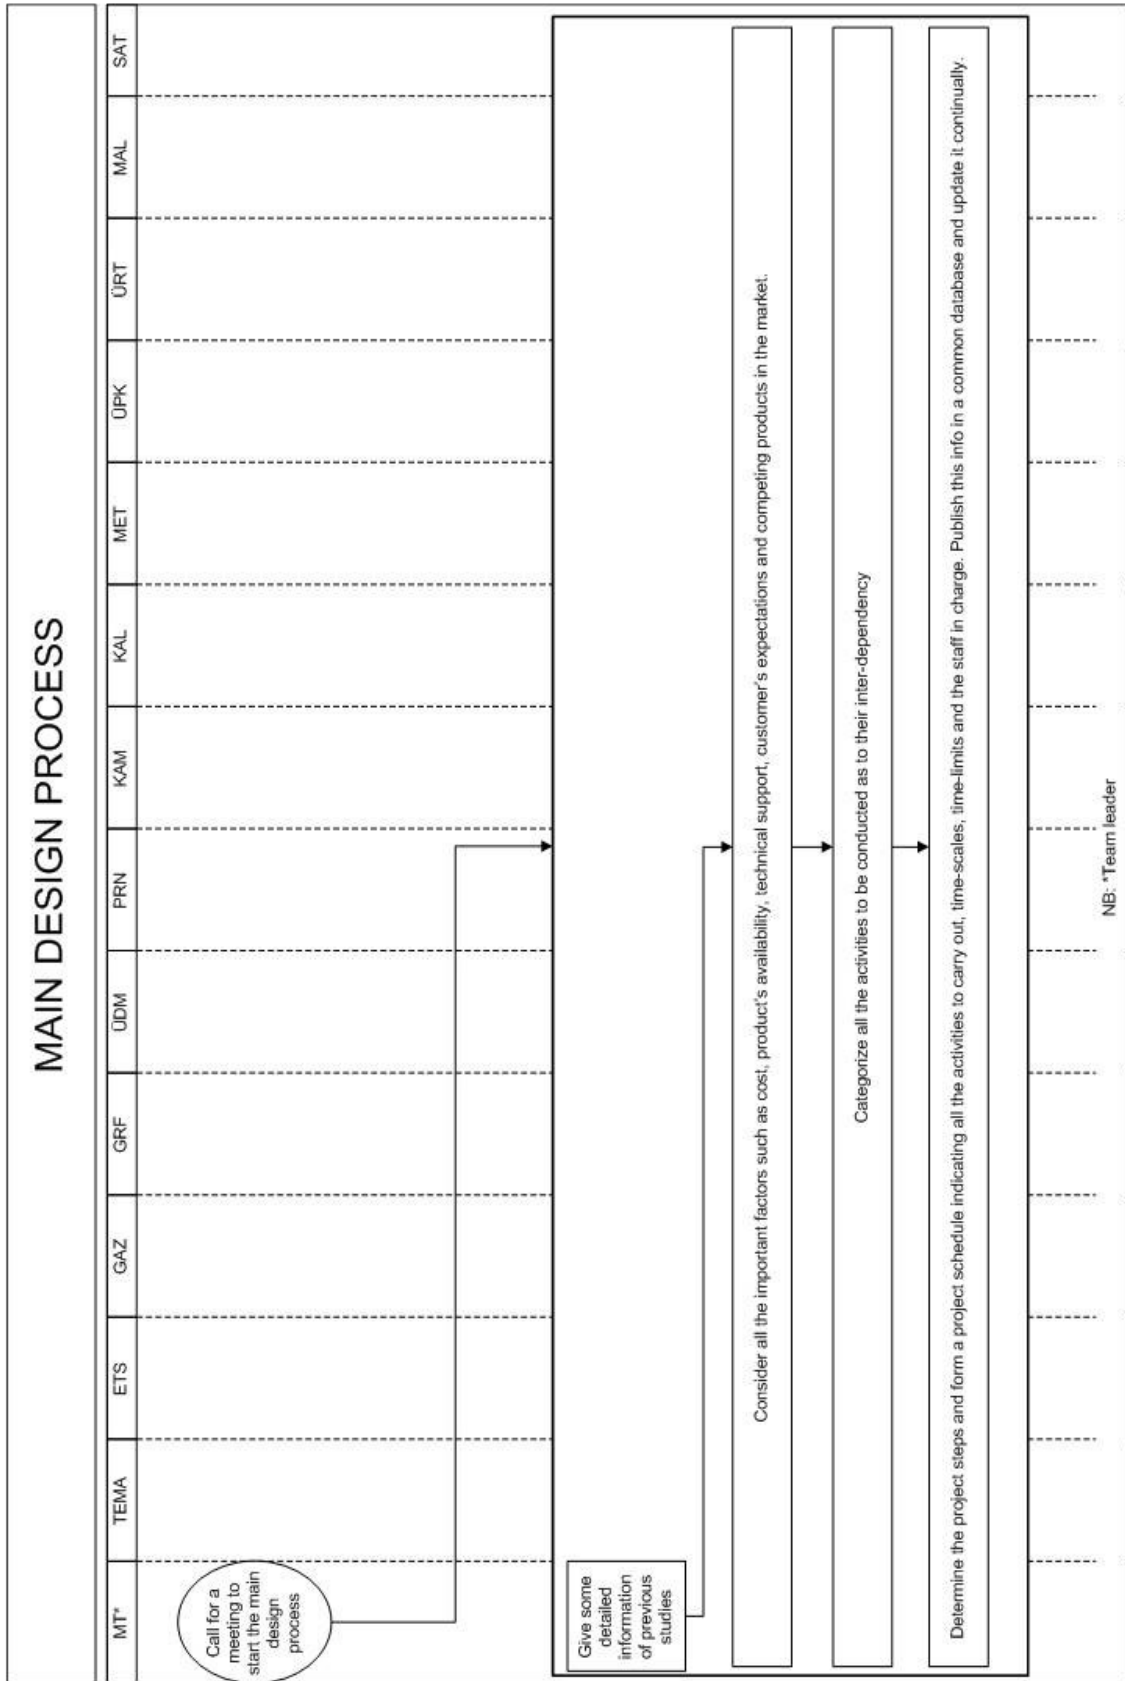 MAIN DESIGN PROCESS
MT* TEMA ETS GAZ GRF ÜDM PRN KAM KAL MET ÜPK ÜRT MAL SAT
Call for a
meeting to
start the main
design
process
Give some
detailed
information
of previous
studies
Consider all the important factors such as cost, product's availability, technical support, customer's expectations and competing products in the market.
Categorize all the activities to be conducted as to their inter-dependency
Determine the project steps and form a project schedule indicating all the activities to carry out, time-scales, time-limits and the staff in charge. Publish this info in a common database and update it continually.
NB: *Team leader